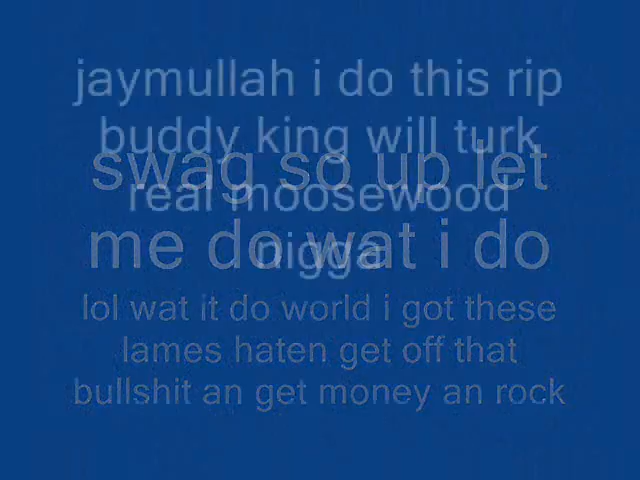 jaymullah i do this rip
buddy king will turk
real moosewood
nigga
swag so up let
me do wat i do
lol wat it do world i got these
lames haten get off that
bullshit an get money an rock